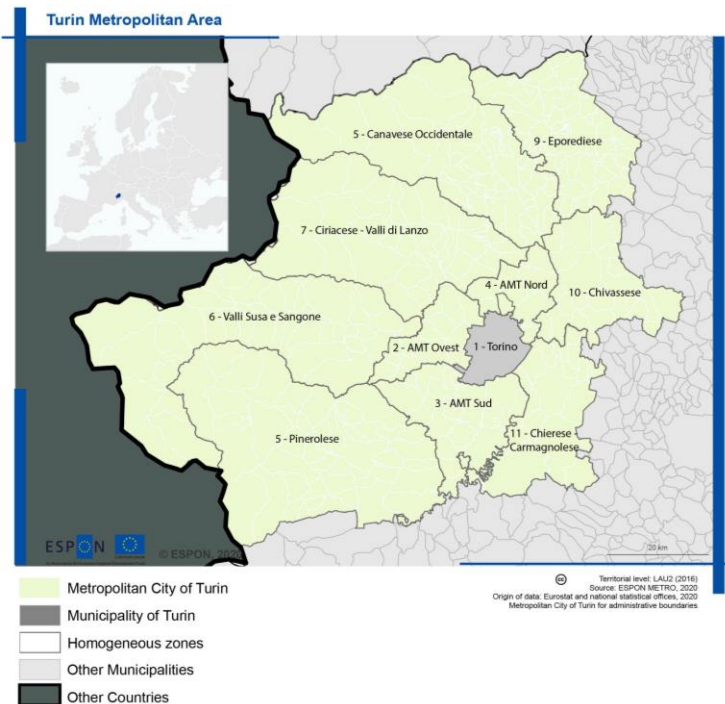 Turin Metropolitan Area
5 - Canavese Occidentale
9 - Eporediese
7 - Ciriacese - Valli di Lanzo
4 - AMT Nord
10 - Chivassese
6 - Valli Susa e Sangone
2 - AMT Ovest
1 - Torino
3 - AMT Sud
5 - Pinerolese
11 - Chierese -
Carmagnolese
ESPON
© ESPON, 2020
20 km
Metropolitan City of Turin
Municipality of Turin
Homogeneous zones
Other Municipalities
Other Countries
cc
Territorial level: LAU2 (2016)
Source: ESPON METRO, 2020
Origin of data: Eurostat and national statistical offices, 2020
Metropolitan City of Turin for administrative boundaries